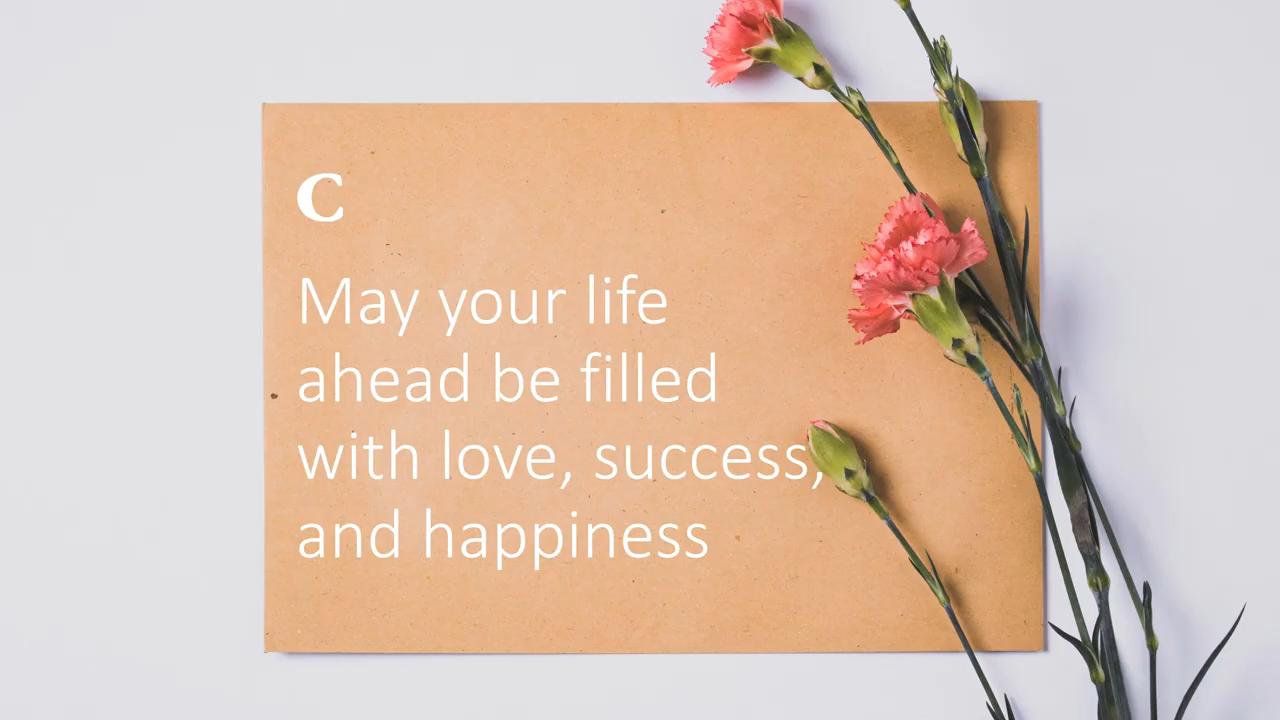 C
May your life
ahead be filled
with love, success,
and happiness